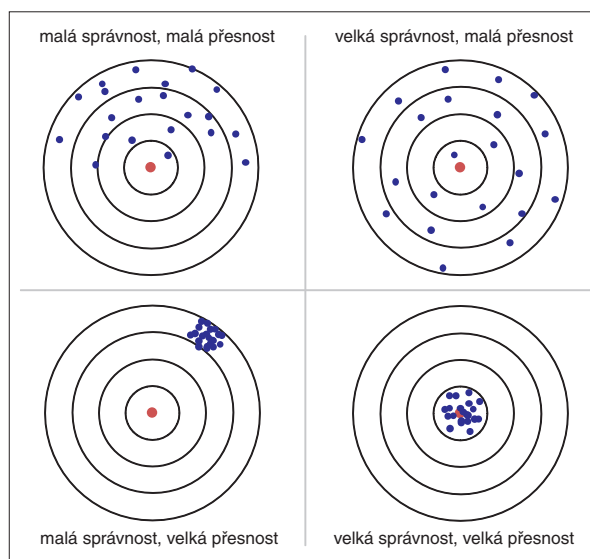 malá správnost, malá přesnost
velká správnost, malá přesnost
malá správnost, velká přesnost
velká správnost, velká přesnost